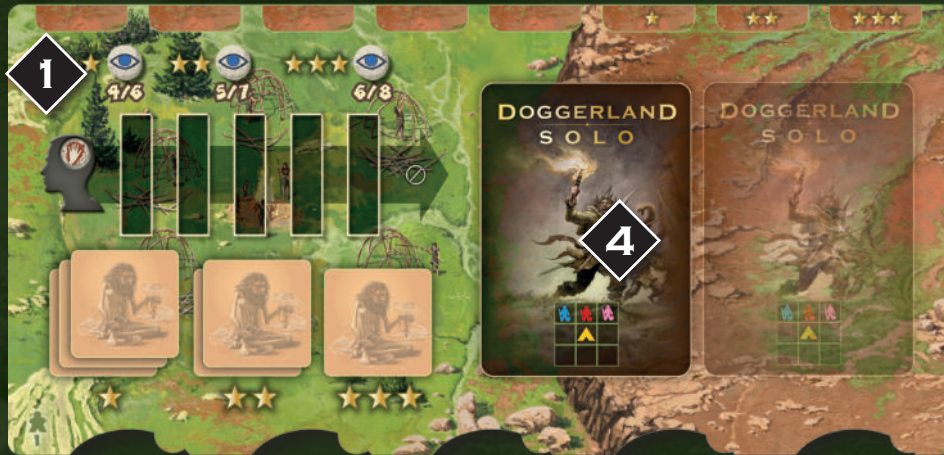 1
4/6 5/7 6/8
DOGGERLAND
SOLO
4
DOGGERLAND
SOLO